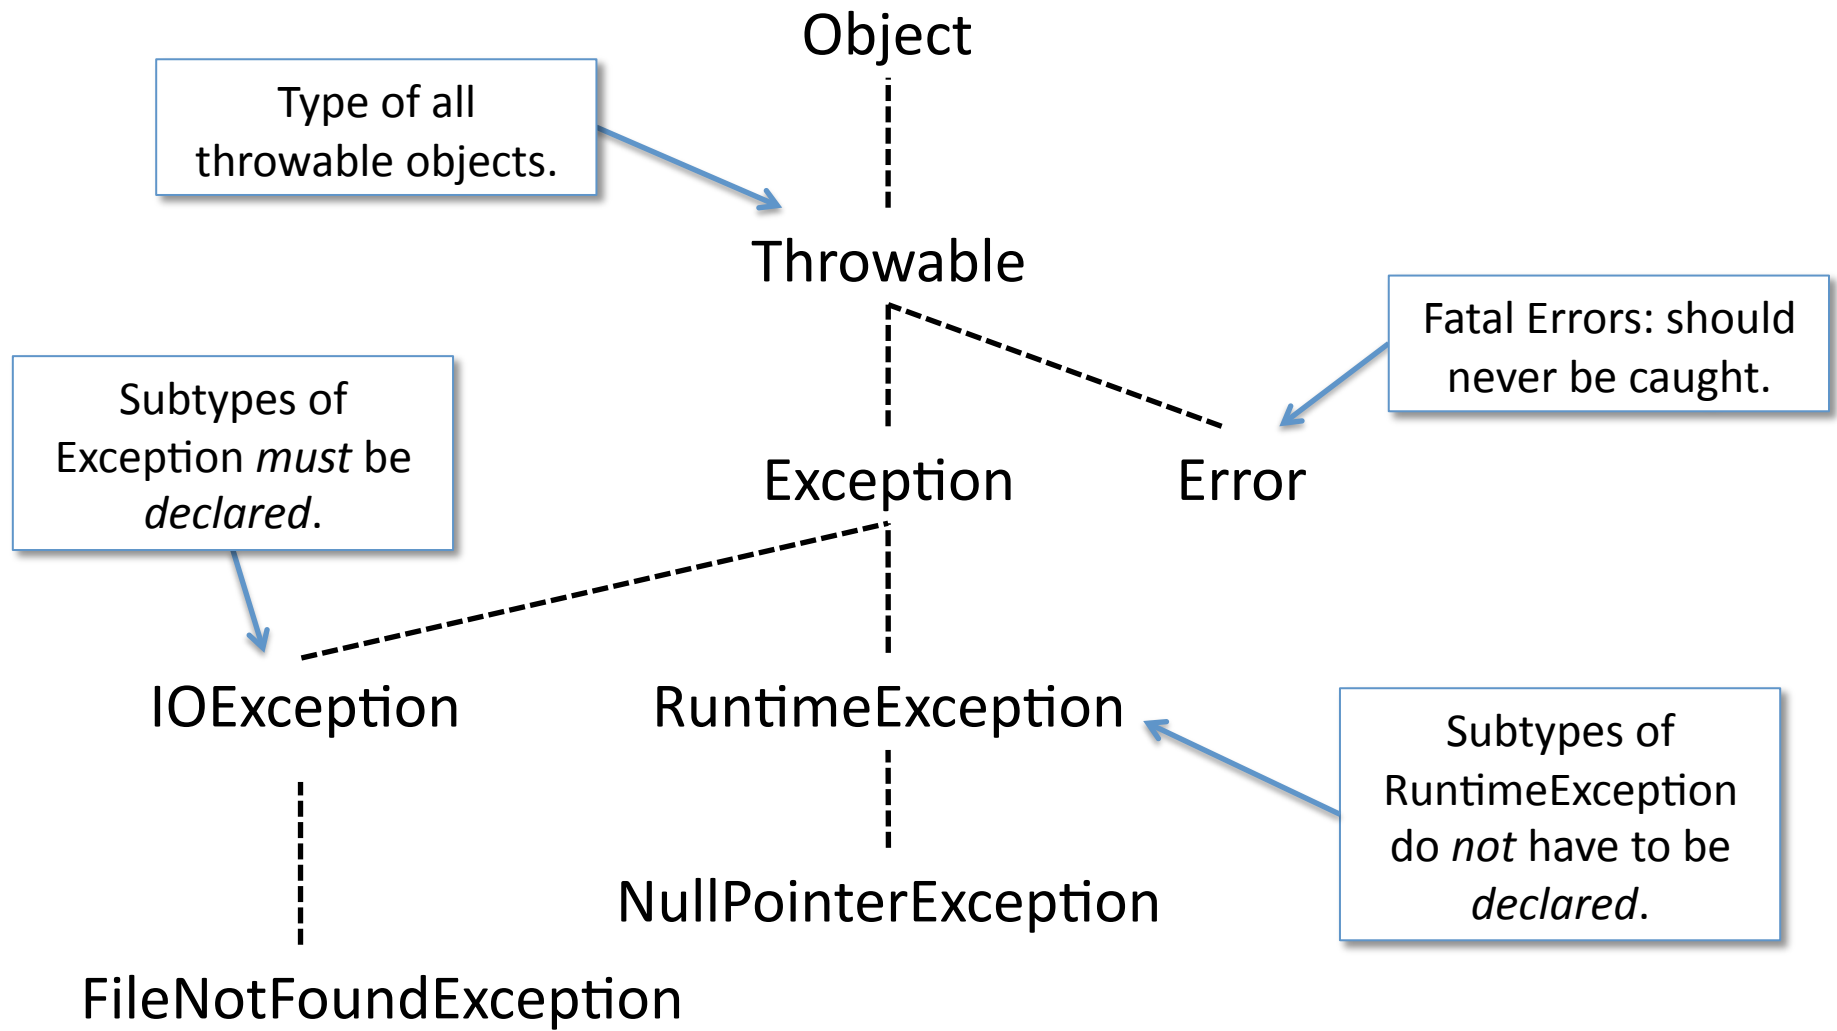 Object
Type of all
throwable objects.
Throwable
Fatal Errors: should
never be caught.
Subtypes of
Exception must be
declared.
Exception
Error
IOException
RuntimeException
Subtypes of
RuntimeException
do not have to be
declared.
NullPointerException
FileNotFoundException